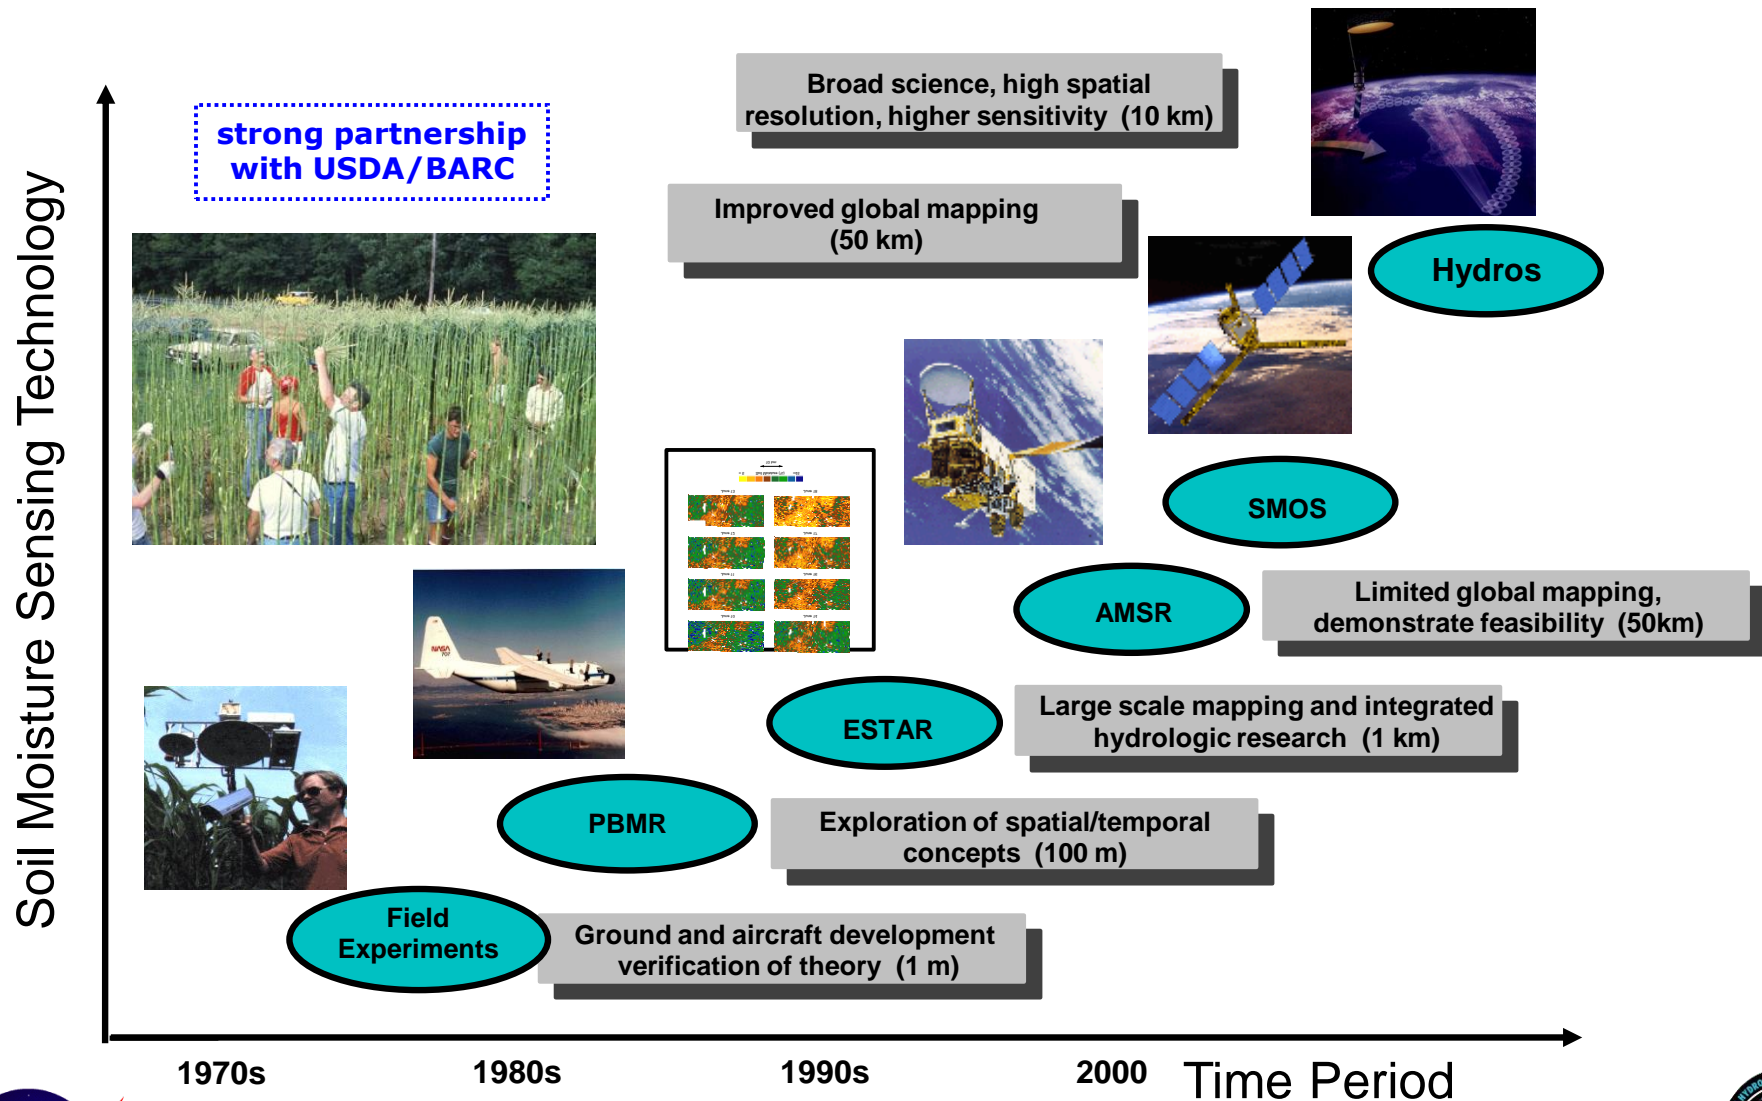 Broad science, high spatial
resolution, higher sensitivity (10 km)
strong partnership
with USDA/BARC
Improved global mapping
(50 km)
Hydros
SMOS
AMSR
Limited global mapping,
demonstrate feasibility (50km)
NASA
ESTAR
Large scale mapping and integrated
hydrologic research (1 km)
PBMR
Exploration of spatial/temporal
concepts (100 m)
Field
Experiments
Ground and aircraft development
verification of theory (1 m)
Soil Moisture Sensing Technology
1970s
1980s
1990s
2000
Time Period